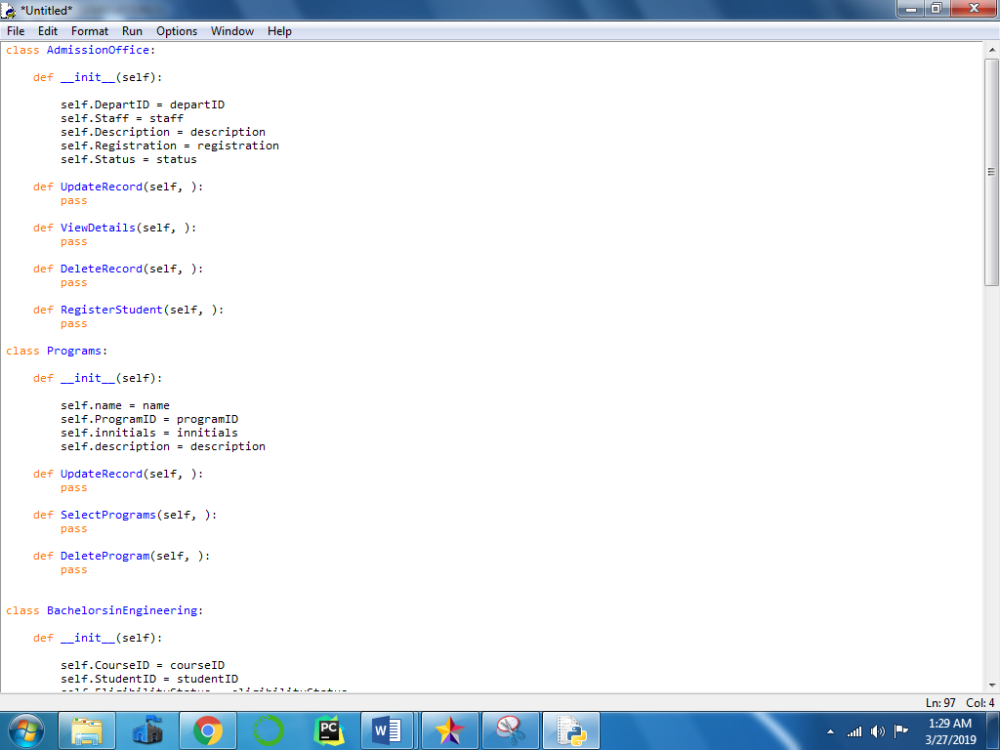 *Untitled*
File Edit Format Run Options Window Help
class AdmissionOffice:
    def __init__(self):
        self.DepartID = departID
        self.Staff = staff
        self.Description = description
        self.Registration = registration
        self.Status = status
    def UpdateRecord(self, ):
        pass
    def ViewDetails(self, ):
        pass
    def DeleteRecord(self, ):
        pass
    def RegisterStudent(self, ):
        pass
class Programs:
    def __init__(self):
        self.name = name
        self.ProgramID = programID
        self.innitials = innitials
        self.description = description
    def UpdateRecord(self, ):
        pass
    def SelectPrograms(self, ):
        pass
    def DeleteProgram(self, ):
        pass
class BachelorsinEngineering:
    def __init__(self):
        self.CourseID = courseID
        self.StudentID = studentID
        self.EligibilityStatus = eligibilityStatus
Ln: 97 Col: 4
PC
W
1:29 AM
3/27/2019